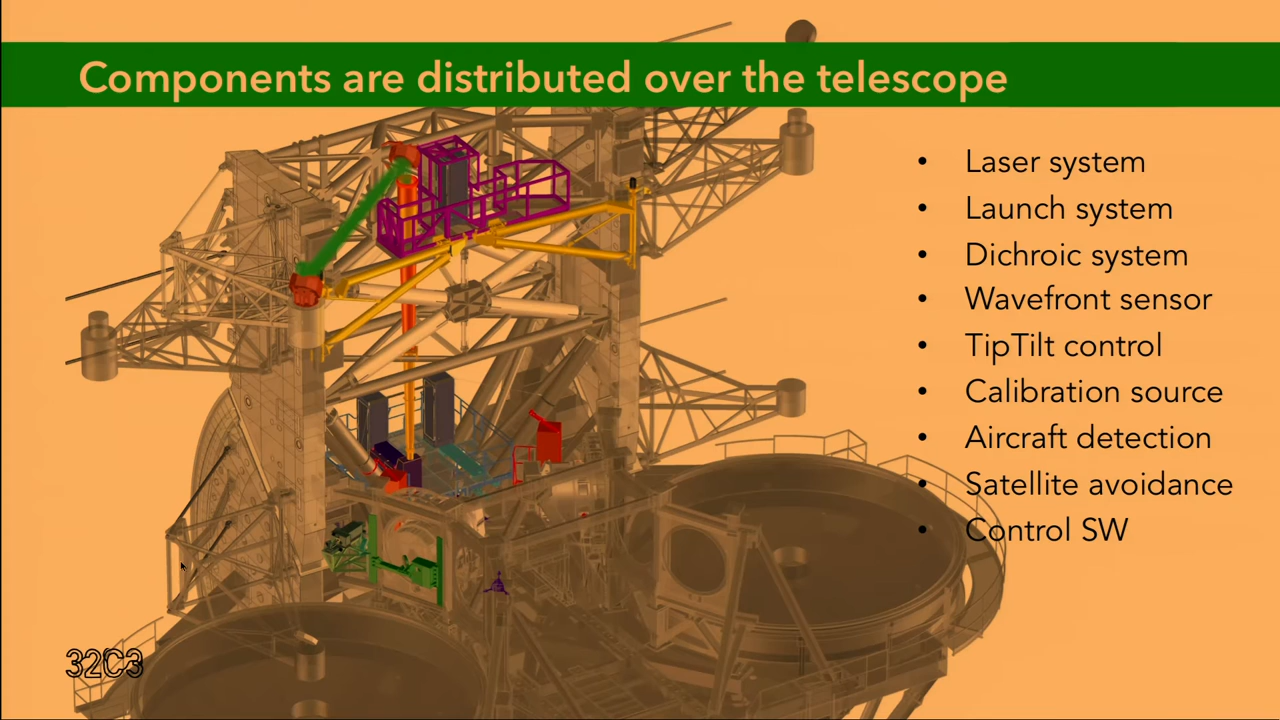 Components are distributed over the telescope
• Laser system
• Launch system
• Dichroic system
• Wavefront sensor
• TipTilt control
• Calibration source
• Aircraft detection
• Satellite avoidance
• Control SW
32C3